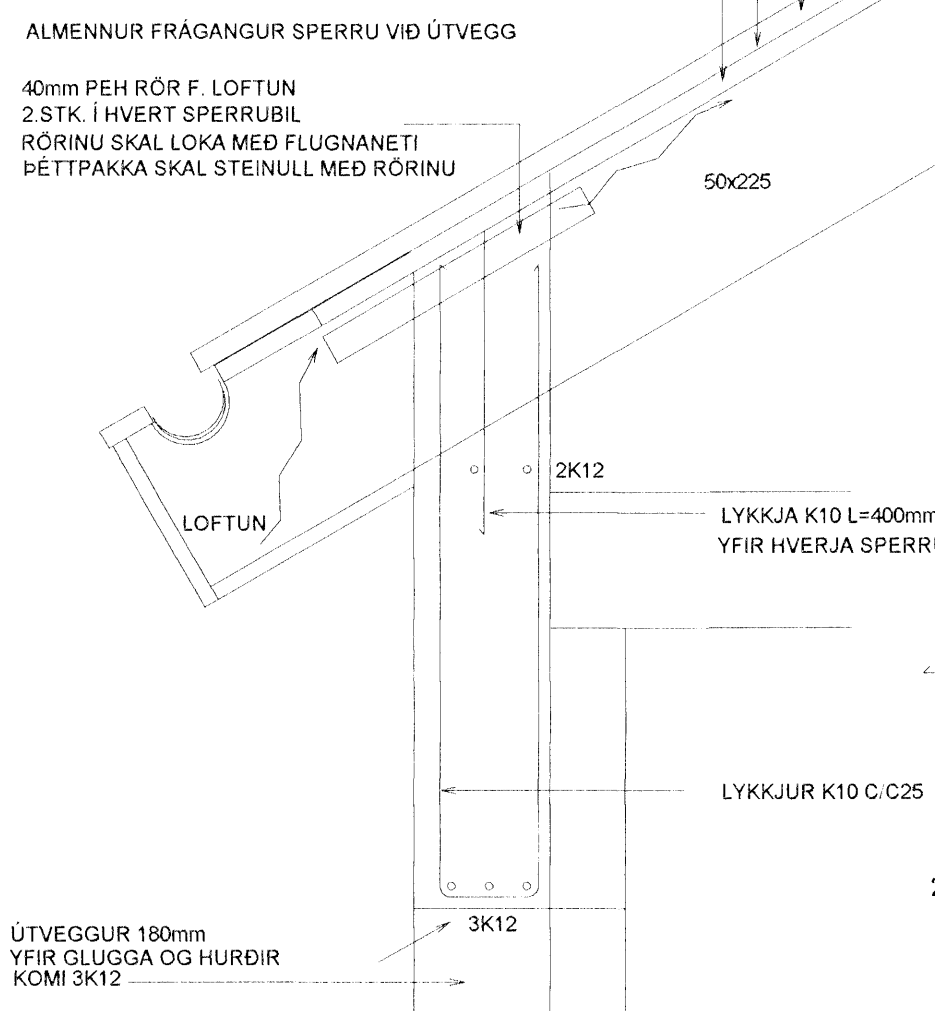 ALMENNUR FRÁGANGUR SPERRU VIÐ ÚTVEGG
40mm PEH RÖR F. LOFTUN
2.STK. Í HVERT SPERRUBIL
RÖRINU SKAL LOKA MEÐ FLUGNANETI
ÞÉTTPAKKA SKAL STEINULL MEÐ RÖRINU
50x225
2K12
LOFTUN
LYKKJA K10 L=400mm
YFIR HVERJA SPERR
LYKKJUR K10 C/C25
3K12
ÚTVEGGUR 180mm
YFIR GLUGGA OG HURÐIR
KOMI 3K12